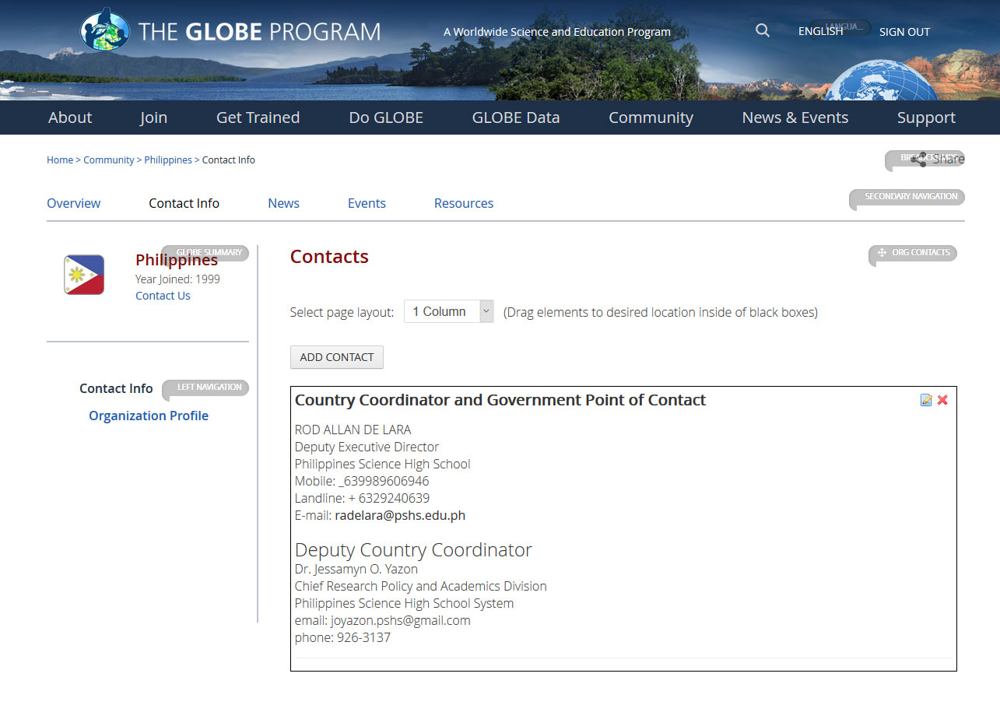 THE GLOBE PROGRAM
A Worldwide Science and Education Program
ENGLISH
SIGN OUT
About Join Get Trained Do GLOBE GLOBE Data Community News & Events Support
Home > Community > Philippines > Contact Info
Share
Overview Contact Info News Events Resources
SECONDARY NAVIGATION
GLOBE SUMMARY
Philippines
Year Joined: 1999
Contact Us
Contact Info
LEFT NAVIGATION
Organization Profile
Contacts
ORG CONTACTS
Select page layout: 1 Column (Drag elements to desired location inside of black boxes)
ADD CONTACT
Country Coordinator and Government Point of Contact
ROD ALLAN DE LARA
Deputy Executive Director
Philippines Science High School
Mobile: _639989606946
Landline: + 6329240639
E-mail: radelara@pshs.edu.ph
Deputy Country Coordinator
Dr. Jessamyn O. Yazon
Chief Research Policy and Academics Division
Philippines Science High School System
email: joyazon.pshs@gmail.com
phone: 926-3137